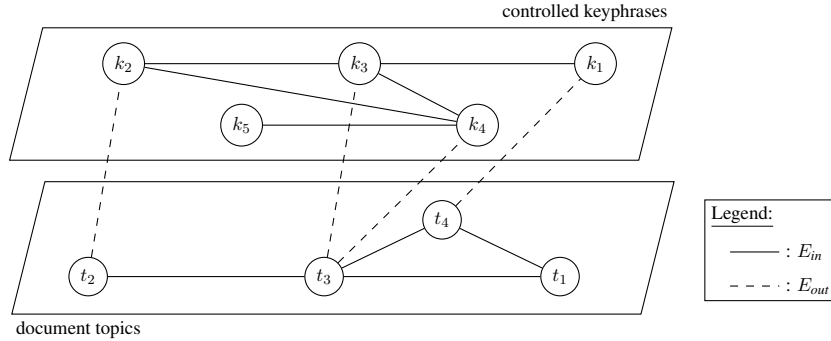 controlled keyphrases
k2 k3 k1
k5 k4
t4
t2 t3 t1
document topics
Legend:
: Ein
: Eout